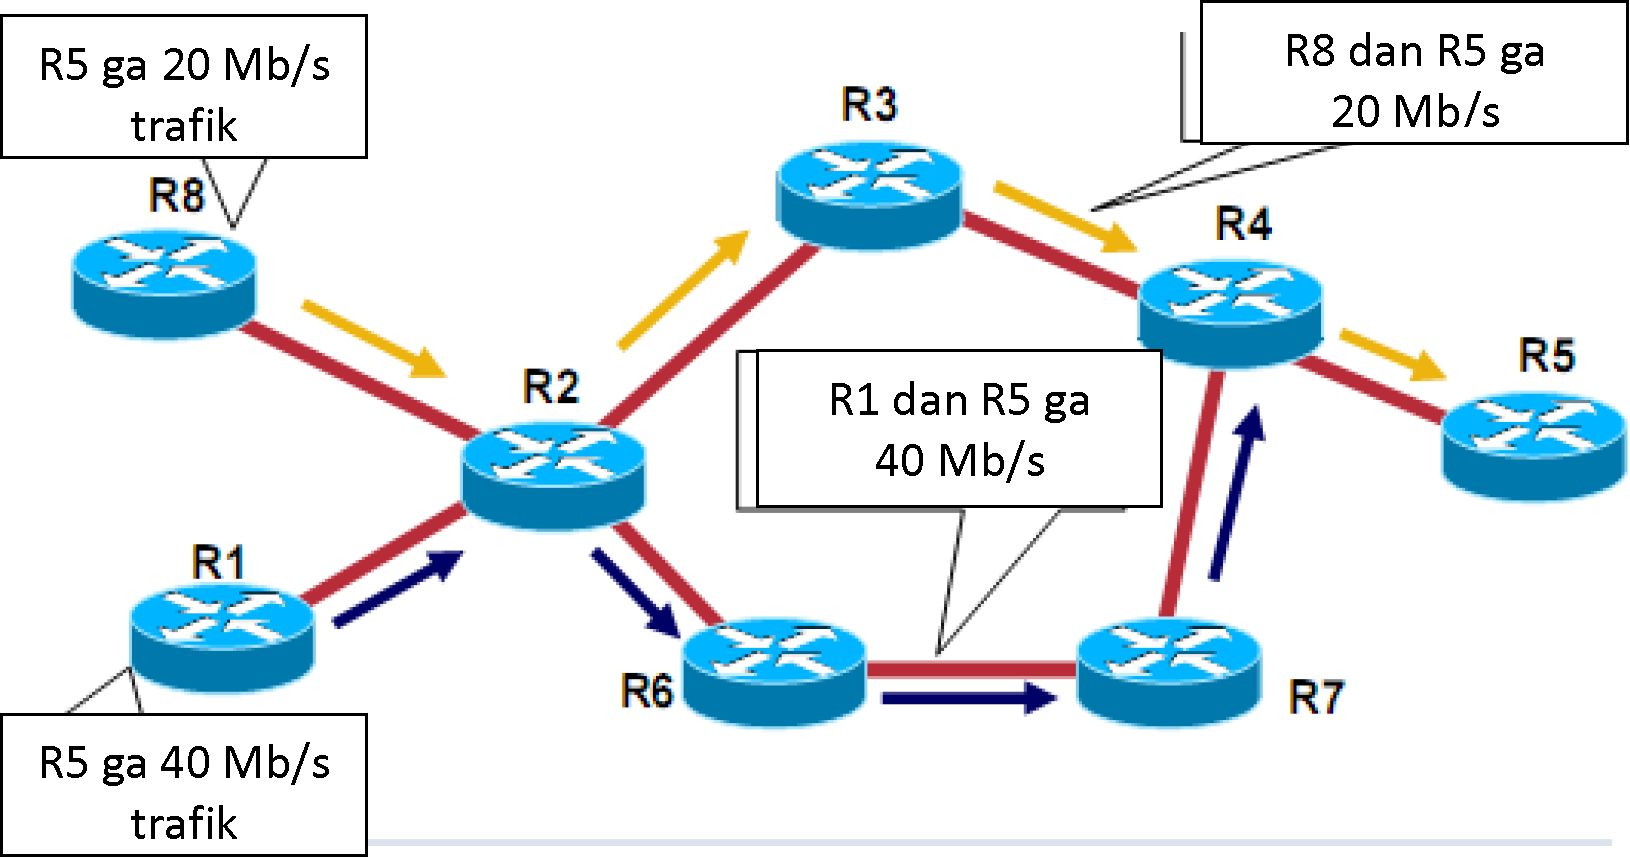 R5 ga 20 Mb/s
trafik
R8 dan R5 ga
20 Mb/s
R3
R8
R4
R2
R5
R1 dan R5 ga
40 Mb/s
R1
R6
R7
R5 ga 40 Mb/s
trafik